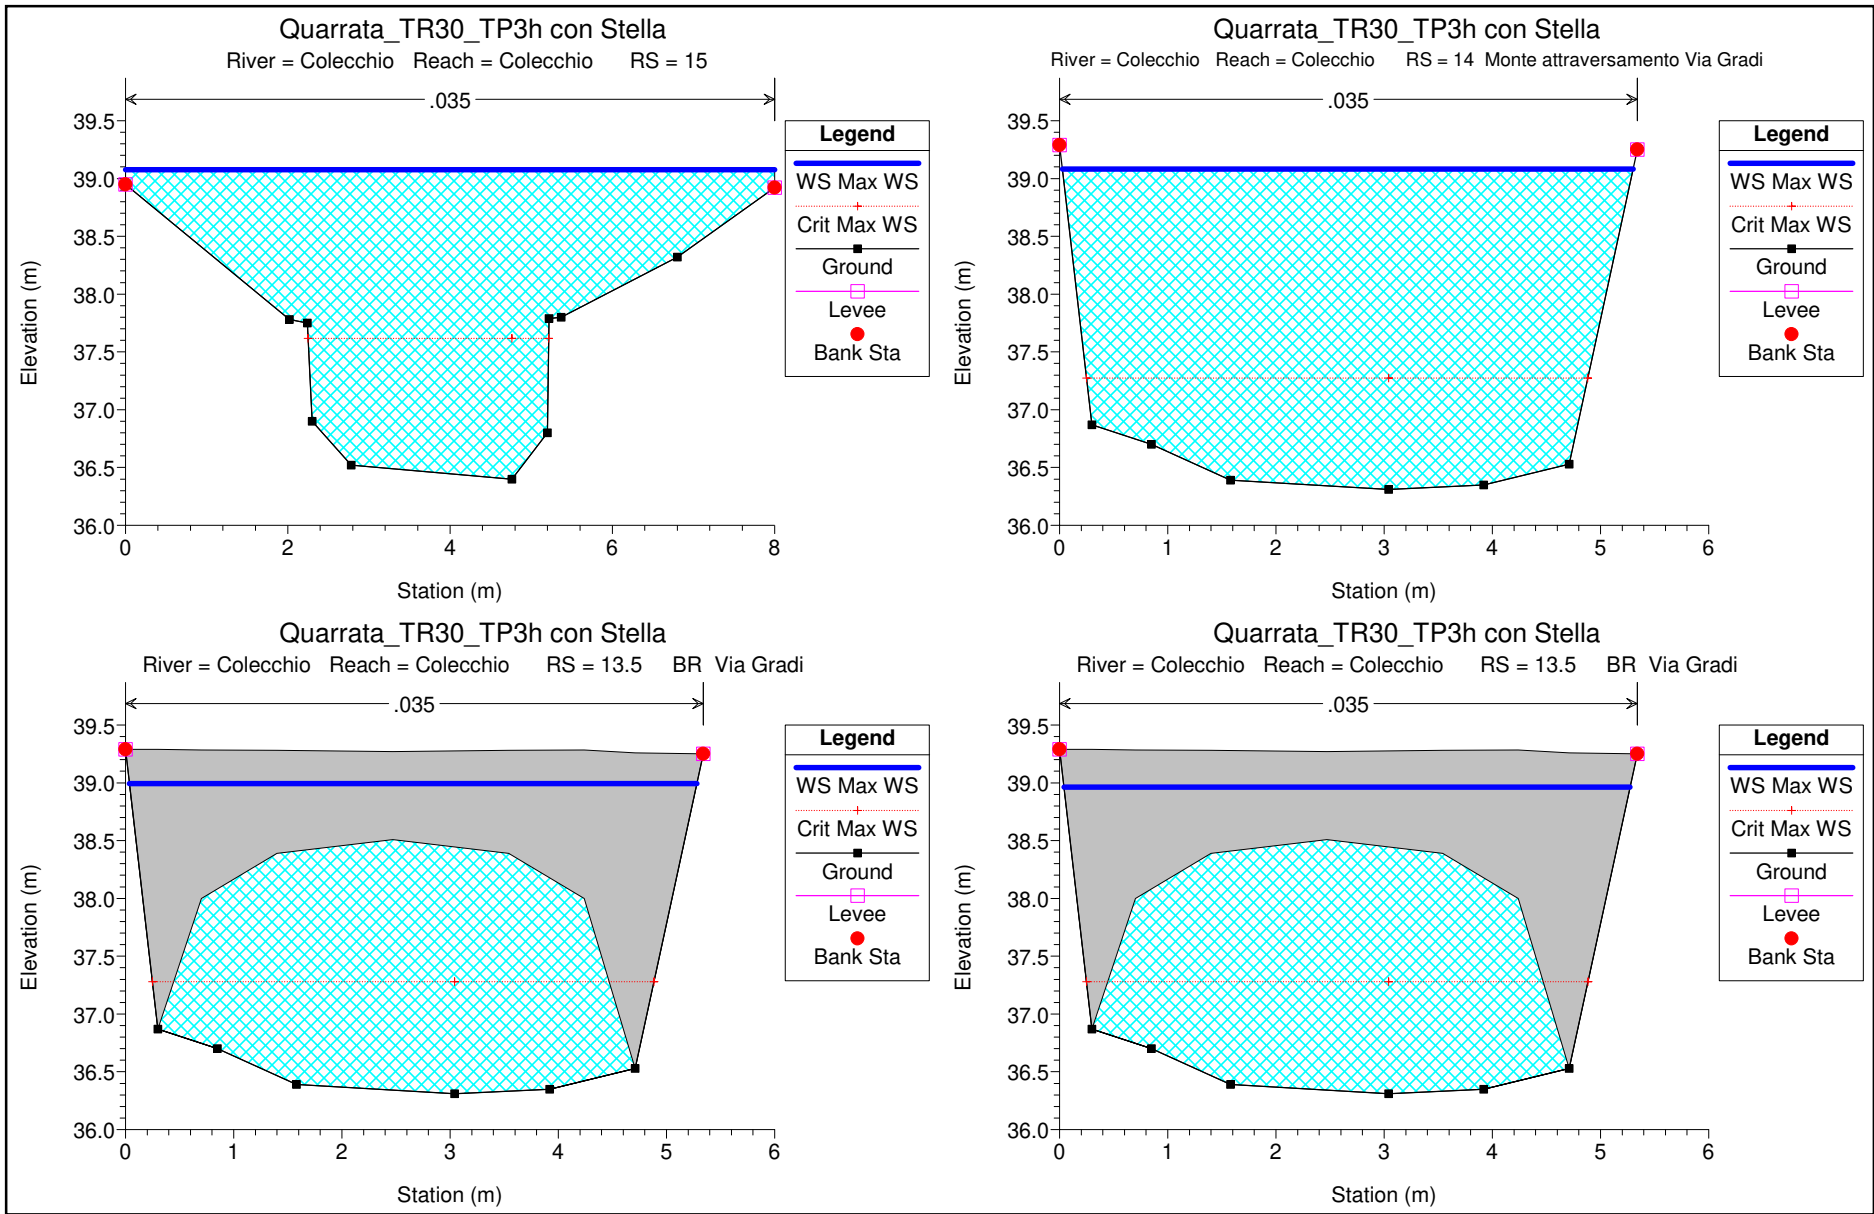 Quarrata_TR30_TP3h con Stella
River = Colecchio Reach = Colecchio RS = 15
.035
39.5
39.0
38.5
38.0
37.5
37.0
36.5
36.0
0 2 4 6 8
Station (m)
Elevation (m)
Legend
WS Max WS
Crit Max WS
Ground
Levee
Bank Sta
Quarrata_TR30_TP3h con Stella
River = Colecchio Reach = Colecchio RS = 14 Monte attraversamento Via Gradi
.035
39.5
39.0
38.5
38.0
37.5
37.0
36.5
36.0
0 1 2 3 4 5 6
Station (m)
Elevation (m)
Legend
WS Max WS
Crit Max WS
Ground
Levee
Bank Sta
Quarrata_TR30_TP3h con Stella
River = Colecchio Reach = Colecchio RS = 13.5 BR Via Gradi
.035
39.5
39.0
38.5
38.0
37.5
37.0
36.5
36.0
0 1 2 3 4 5 6
Station (m)
Elevation (m)
Legend
WS Max WS
Crit Max WS
Ground
Levee
Bank Sta
Quarrata_TR30_TP3h con Stella
River = Colecchio Reach = Colecchio RS = 13.5 BR Via Gradi
.035
39.5
39.0
38.5
38.0
37.5
37.0
36.5
36.0
0 1 2 3 4 5 6
Station (m)
Elevation (m)
Legend
WS Max WS
Crit Max WS
Ground
Levee
Bank Sta